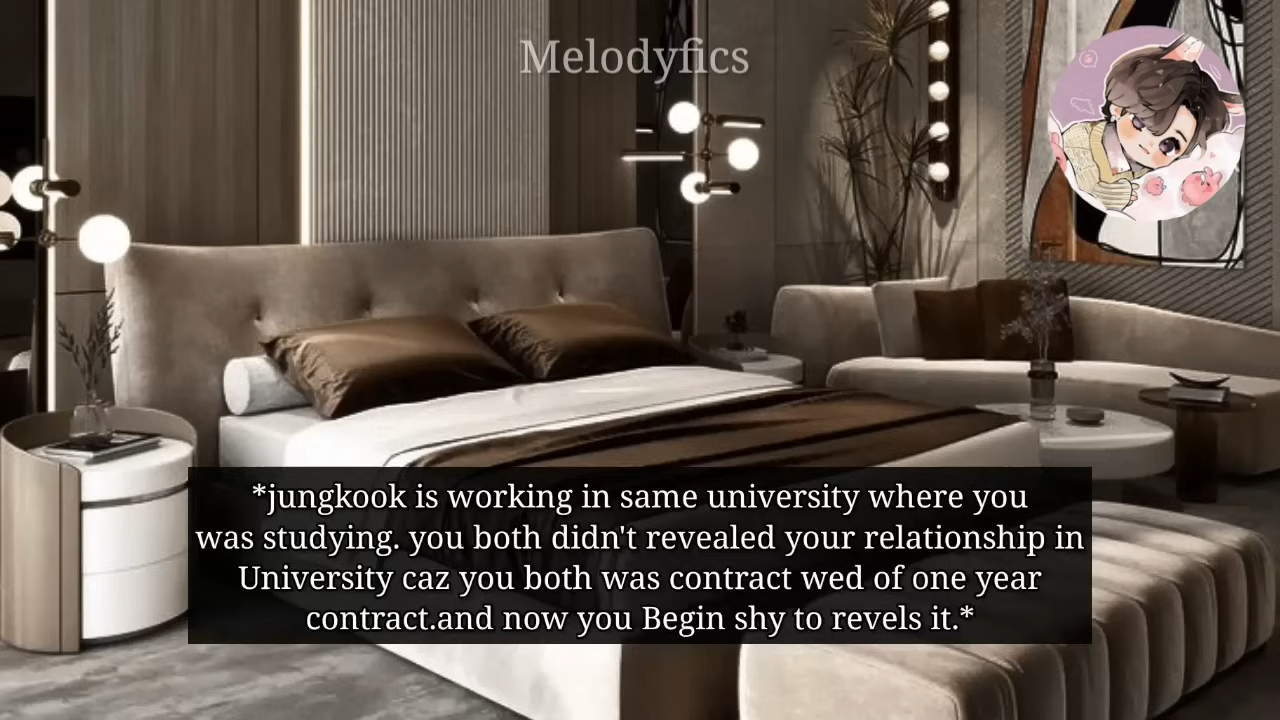 Melodyfics
*jungkook is working in same university where you
was studying. you both didn't revealed your relationship in
University caz you both was contract wed of one year
contract.and now you Begin shy to revels it.*